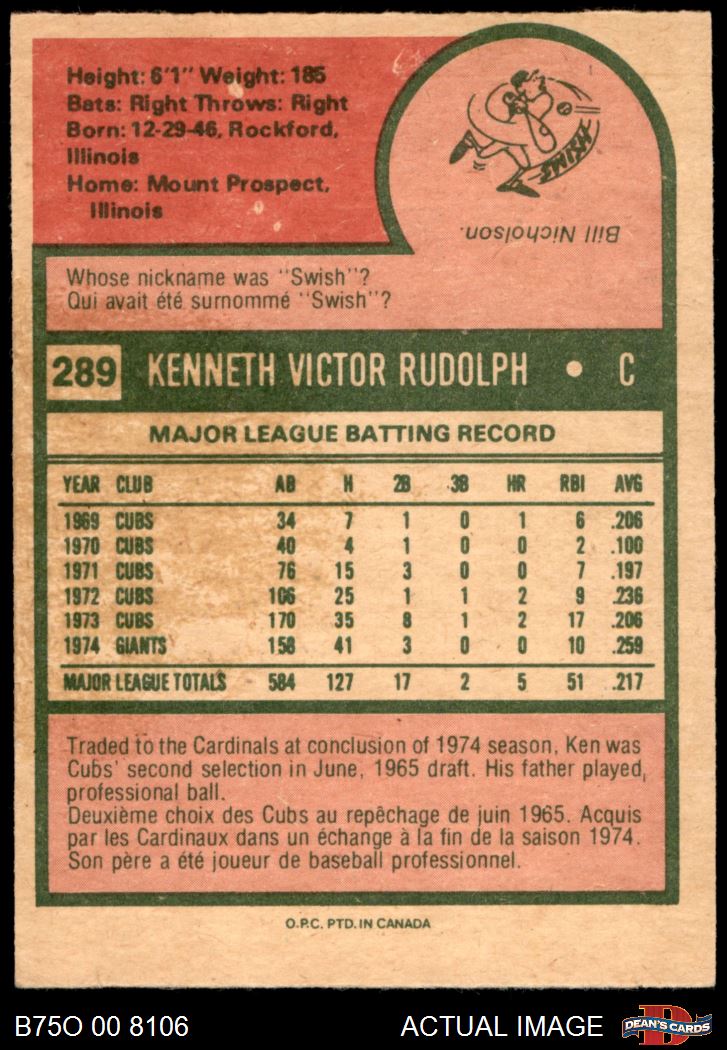 Height: 6'1" Weight: 185
Bats: Right Throws: Right
Born: 12-29-46, Rockford,
Illinois
Home: Mount Prospect,
Illinois
SWISH
Bill Nicholson.
Whose nickname was "Swish"?
Qui avait été surnommé "Swish"?
289 KENNETH VICTOR RUDOLPH • C
MAJOR LEAGUE BATTING RECORD
YEAR CLUB AB H 2B 3B HR RBI AVG
1969 CUBS 34 7 1 0 1 6 .206
1970 CUBS 40 4 1 0 0 2 .100
1971 CUBS 76 15 3 0 0 7 .197
1972 CUBS 106 25 1 1 2 9 .236
1973 CUBS 170 35 8 1 2 17 .206
1974 GIANTS 158 41 3 0 0 10 .259
MAJOR LEAGUE TOTALS 584 127 17 2 5 51 .217
Traded to the Cardinals at conclusion of 1974 season, Ken was
Cubs' second selection in June, 1965 draft. His father played
professional ball.
Deuxième choix des Cubs au repêchage de juin 1965. Acquis
par les Cardinaux dans un échange à la fin de la saison 1974.
Son père a été joueur de baseball professionnel.
O.P.C. PTD. IN CANADA
B75O 00 8106 ACTUAL IMAGE D DEAN'S CARDS